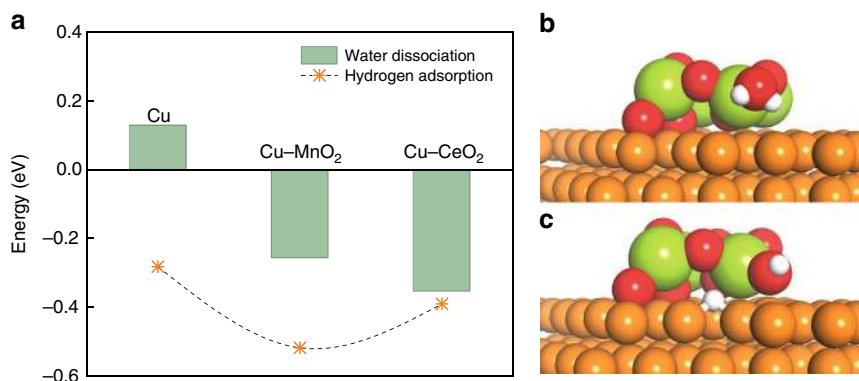 a
b
0.4
Water dissociation
Hydrogen adsorption
0.2
Cu
Cu–MnO2
Cu–CeO2
0.0
Energy (eV)
c
–0.2
–0.4
–0.6